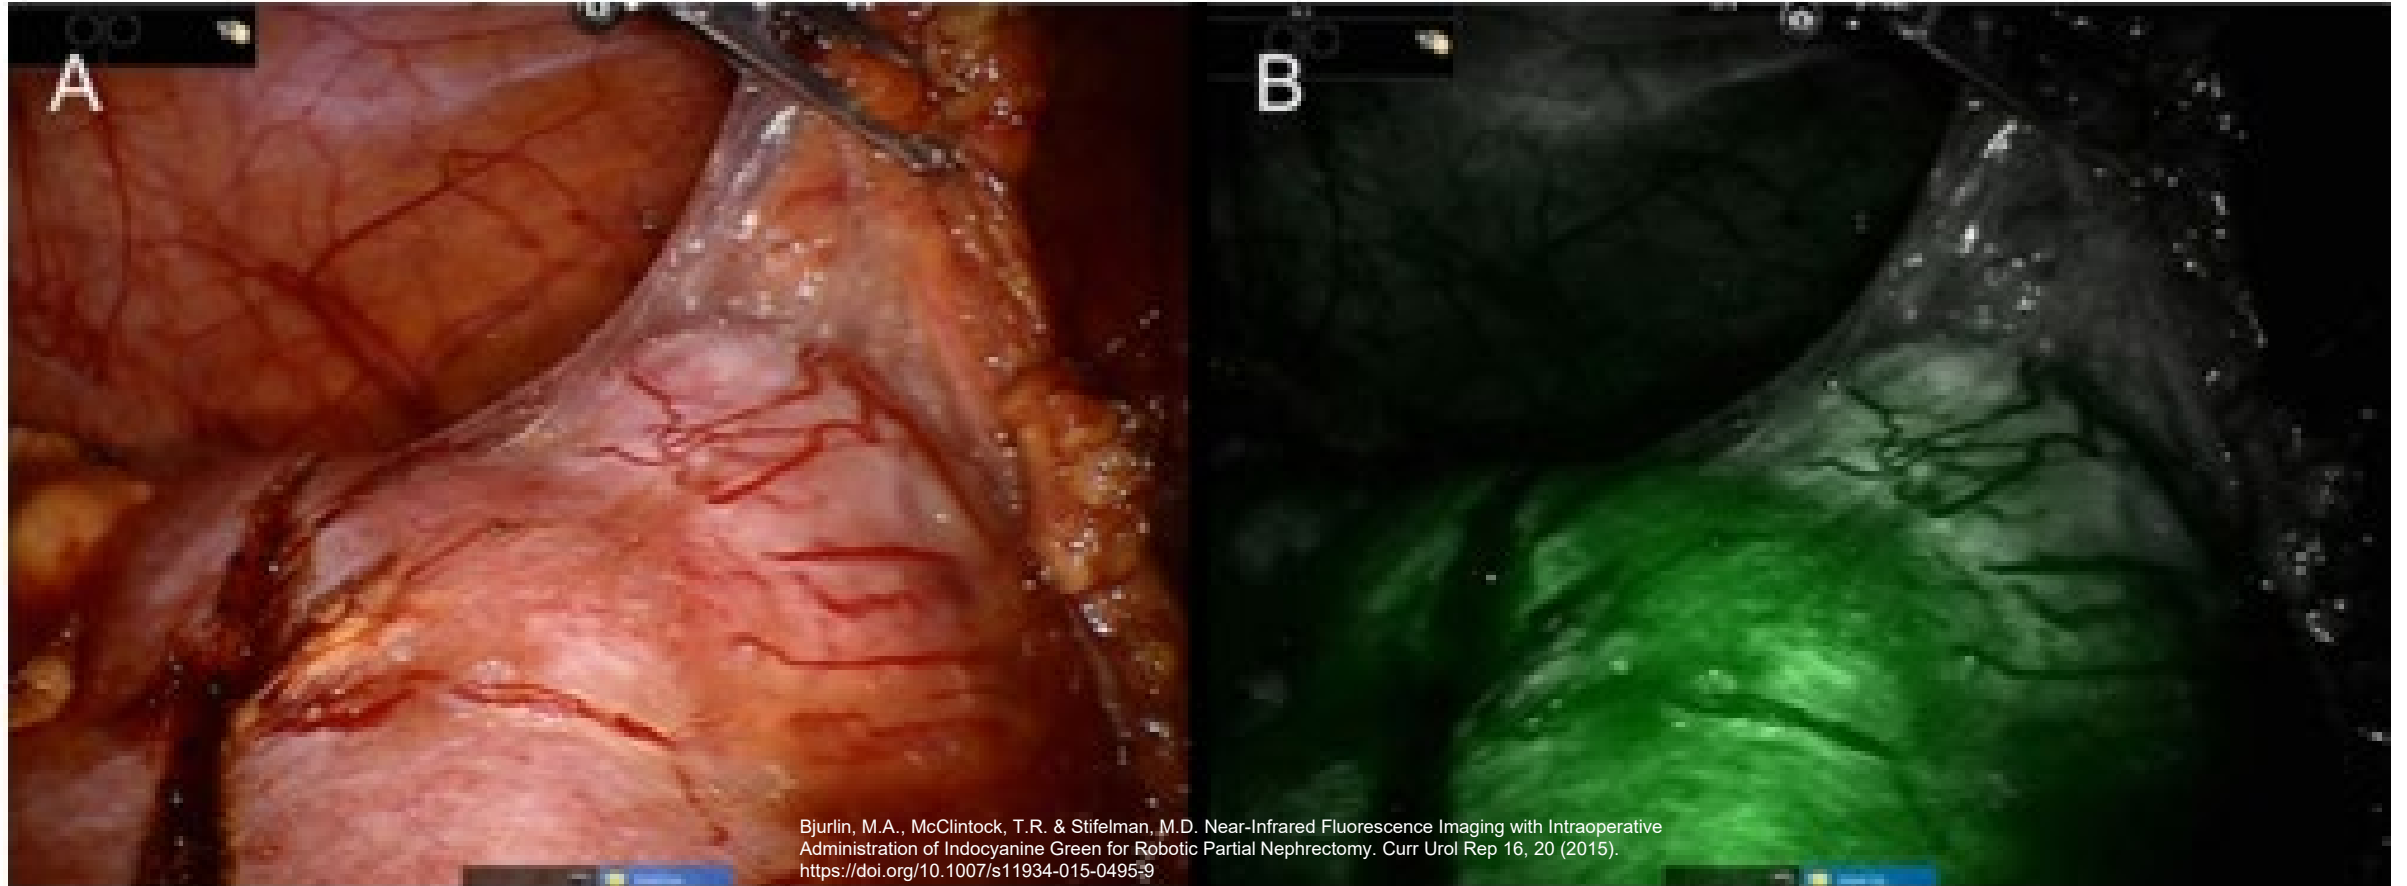 A
B
Bjurlin, M.A., McClintock, T.R. & Stifelman, M.D. Near-Infrared Fluorescence Imaging with Intraoperative
Administration of Indocyanine Green for Robotic Partial Nephrectomy. Curr Urol Rep 16, 20 (2015).
https://doi.org/10.1007/s11934-015-0495-9